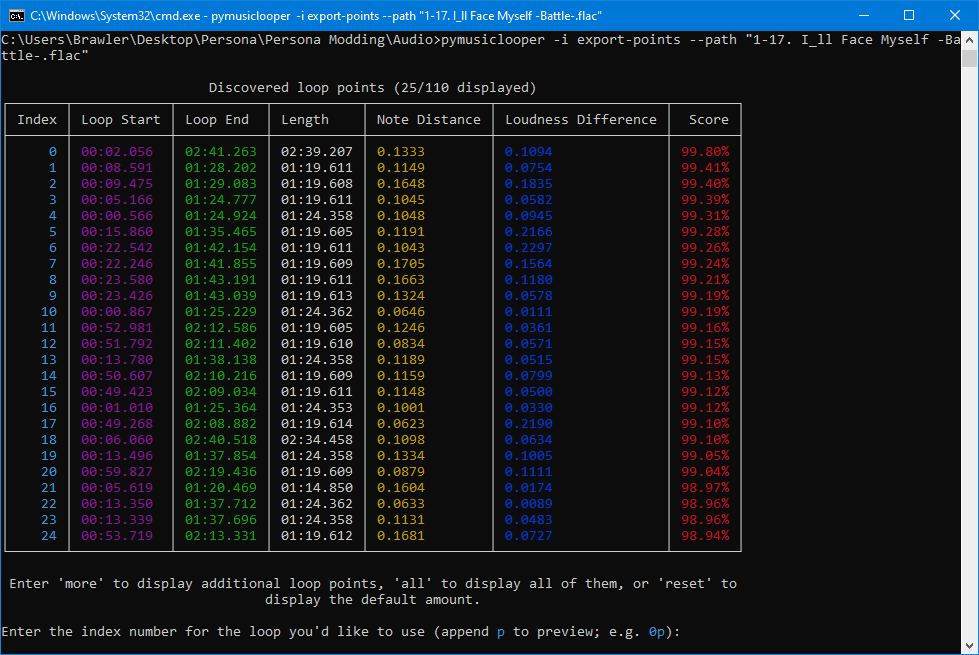 C:\Windows\System32\cmd.exe - pymusiclooper -i export-points --path "1-17. I_ll Face Myself -Battle-.flac"
C:\Users\Brawler\Desktop\Persona\Persona Modding\Audio>pymusiclooper -i export-points --path "1-17. I_ll Face Myself -Ba
ttle-.flac"
Discovered loop points (25/110 displayed)
Index Loop Start Loop End Length Note Distance Loudness Difference Score
0 00:02.056 02:41.263 02:39.207 0.1333 0.1094 99.80%
1 00:08.591 01:28.202 01:19.611 0.1149 0.0754 99.41%
2 00:09.475 01:29.083 01:19.608 0.1648 0.1835 99.40%
3 00:05.166 01:24.777 01:19.611 0.1045 0.0582 99.39%
4 00:00.566 01:24.924 01:24.358 0.1048 0.0945 99.31%
5 00:15.860 01:35.465 01:19.605 0.1191 0.2166 99.28%
6 00:22.542 01:42.154 01:19.611 0.1043 0.2297 99.26%
7 00:22.246 01:41.855 01:19.609 0.1705 0.1564 99.24%
8 00:23.580 01:43.191 01:19.611 0.1663 0.1180 99.21%
9 00:23.426 01:43.039 01:19.613 0.1324 0.0578 99.19%
10 00:00.867 01:25.229 01:24.362 0.0646 0.0111 99.19%
11 00:52.981 02:12.586 01:19.605 0.1246 0.0361 99.16%
12 00:51.792 02:11.402 01:19.610 0.0834 0.0571 99.15%
13 00:13.780 01:38.138 01:24.358 0.1189 0.0515 99.15%
14 00:50.607 02:10.216 01:19.609 0.1159 0.0799 99.13%
15 00:49.423 02:09.034 01:19.611 0.1148 0.0500 99.12%
16 00:01.010 01:25.364 01:24.353 0.1001 0.0330 99.12%
17 00:49.268 02:08.882 01:19.614 0.0623 0.2190 99.10%
18 00:06.060 02:40.518 02:34.458 0.1098 0.0634 99.10%
19 00:13.496 01:37.854 01:24.358 0.1334 0.1005 99.05%
20 00:59.827 02:19.436 01:19.609 0.0879 0.1111 99.04%
21 00:05.619 01:20.469 01:14.850 0.1604 0.0174 98.97%
22 00:13.350 01:37.712 01:24.362 0.0633 0.0089 98.96%
23 00:13.339 01:37.696 01:24.358 0.1131 0.0483 98.96%
24 00:53.719 02:13.331 01:19.612 0.1681 0.0727 98.94%
Enter 'more' to display additional loop points, 'all' to display all of them, or 'reset' to
display the default amount.
Enter the index number for the loop you'd like to use (append p to preview; e.g. 0p):